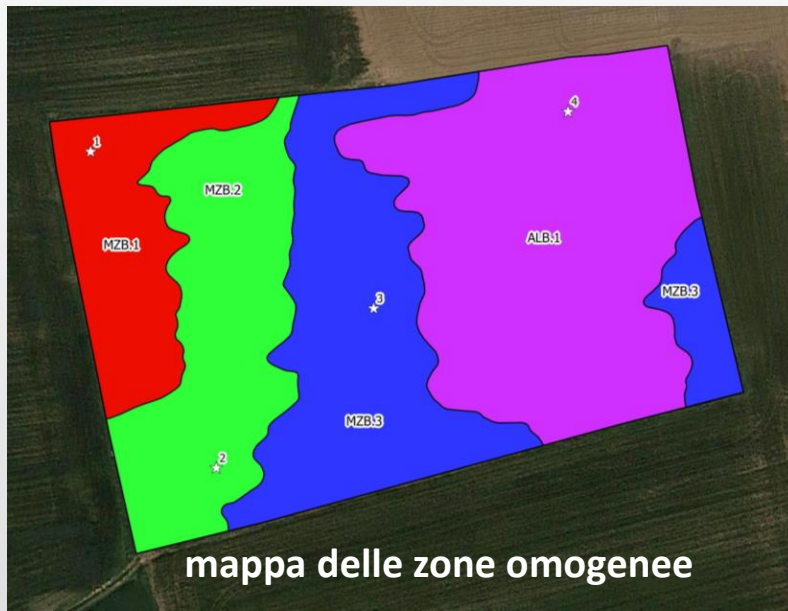 4
1
MZB.2
ALB.1
MZB.1
MZB.3
3
MZB.3
2
mappa delle zone omogenee